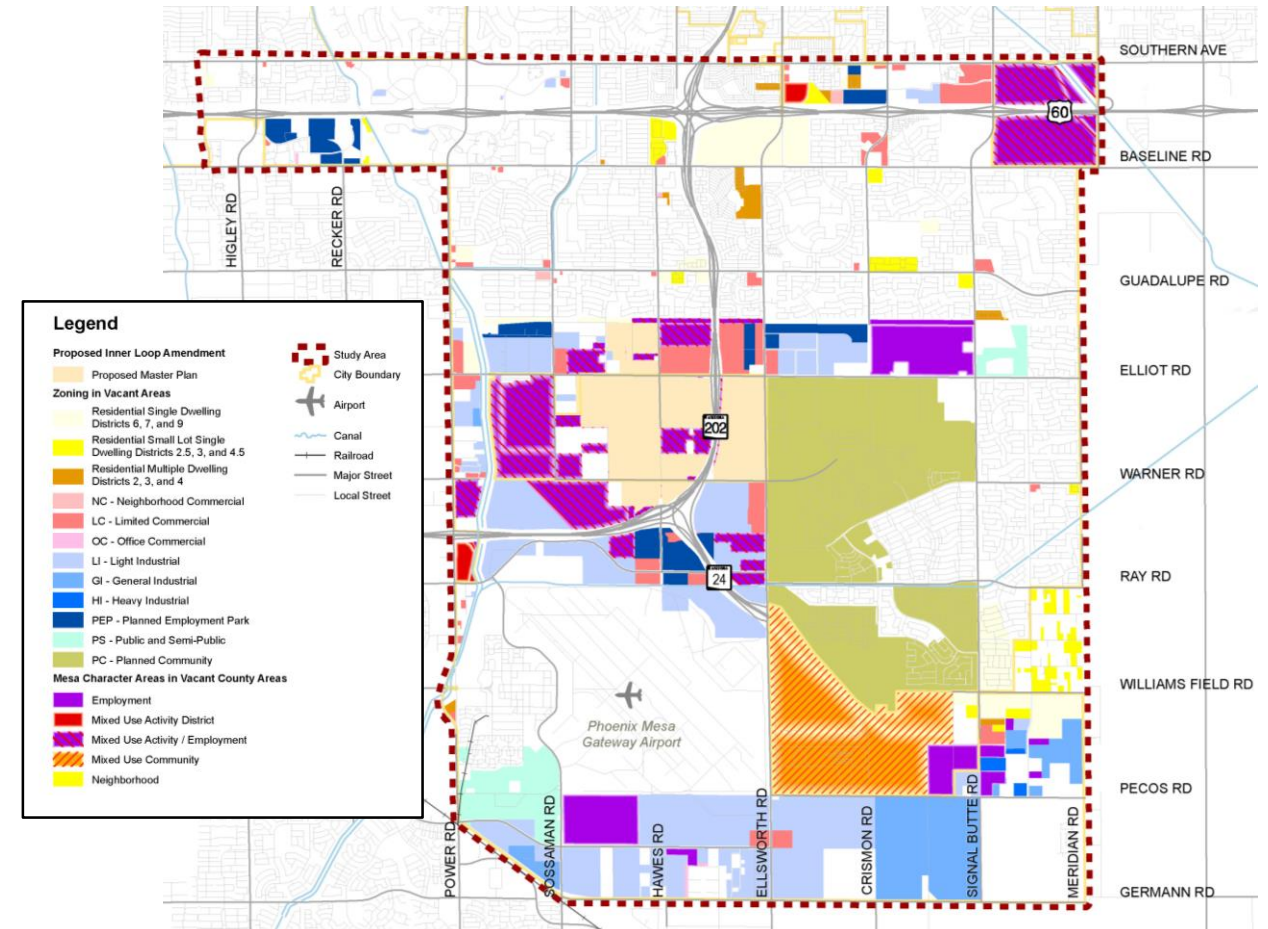 SOUTHERN AVE
60
BASELINE RD
HIGLEY RD
RECKER RD
GUADALUPE RD
ELLIOT RD
202
WARNER RD
RAY RD
24
WILLIAMS FIELD RD
Phoenix Mesa
Gateway Airport
PECOS RD
POWER RD
SOSSAMAN RD
HAWES RD
ELLSWORTH RD
CRISMON RD
SIGNAL BUTTE RD
MERIDIAN RD
GERMANN RD
Legend
Proposed Inner Loop Amendment
Proposed Master Plan
Zoning in Vacant Areas
Residential Single Dwelling
Districts 6, 7, and 9
Residential Small Lot Single
Dwelling Districts 2.5, 3, and 4.5
Residential Multiple Dwelling
Districts 2, 3, and 4
NC - Neighborhood Commercial
LC - Limited Commercial
OC - Office Commercial
LI - Light Industrial
GI - General Industrial
HI - Heavy Industrial
PEP - Planned Employment Park
PS - Public and Semi-Public
PC - Planned Community
Mesa Character Areas in Vacant County Areas
Employment
Mixed Use Activity District
Mixed Use Activity / Employment
Mixed Use Community
Neighborhood
Study Area
City Boundary
Airport
Canal
Railroad
Major Street
Local Street